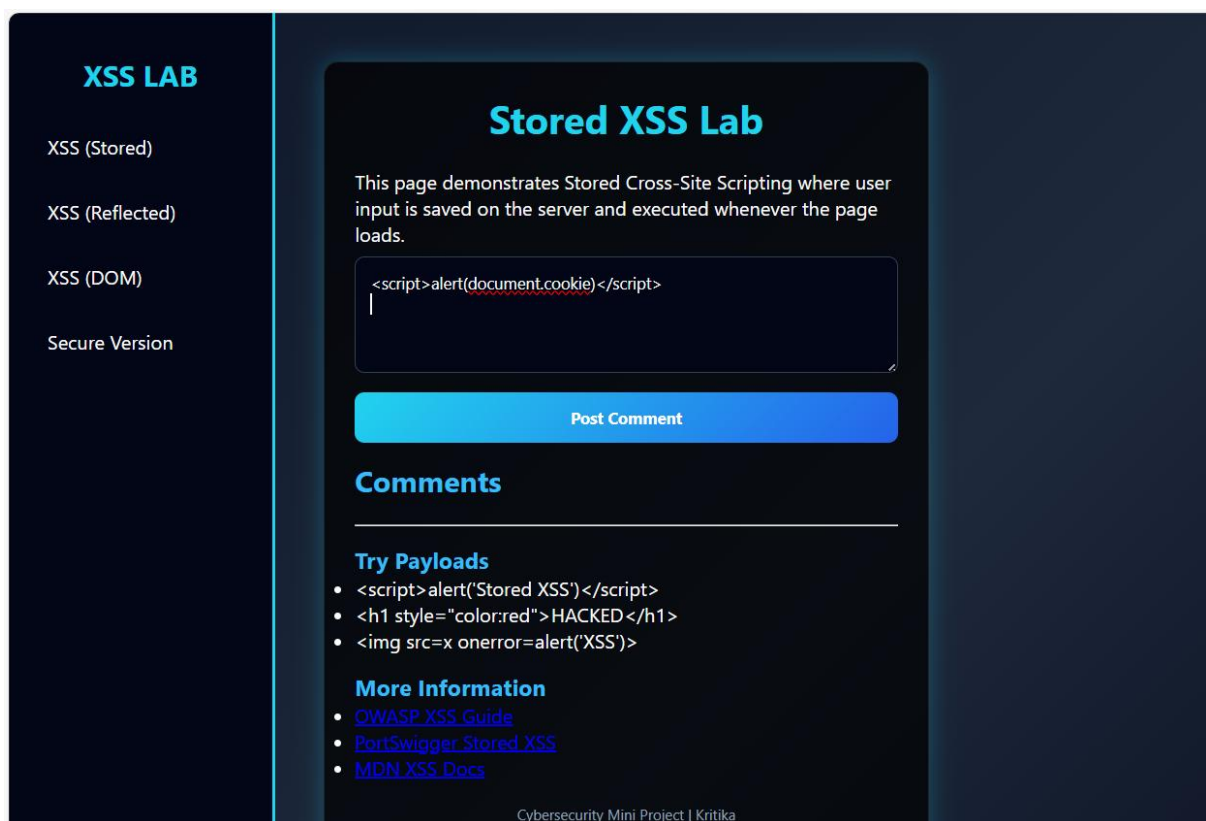 XSS LAB
XSS (Stored)
XSS (Reflected)
XSS (DOM)
Secure Version
Stored XSS Lab
This page demonstrates Stored Cross-Site Scripting where user
input is saved on the server and executed whenever the page
loads.
<script>alert(document.cookie)</script>
Post Comment
Comments
Try Payloads
<script>alert('Stored XSS')</script>
<h1 style="color:red">HACKED</h1>
<img src=x onerror=alert('XSS')>
More Information
OWASP XSS Guide
PortSwigger Stored XSS
MDN XSS Docs
Cybersecurity Mini Project | Kritika